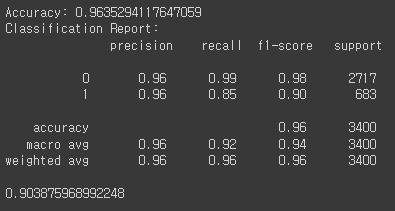 Accuracy: 0.9635294117647059
Classification Report:
precision recall f1-score support
0 0.96 0.99 0.98 2717
1 0.96 0.85 0.90 683
accuracy 0.96 3400
macro avg 0.96 0.92 0.94 3400
weighted avg 0.96 0.96 0.96 3400
0.903875968992248